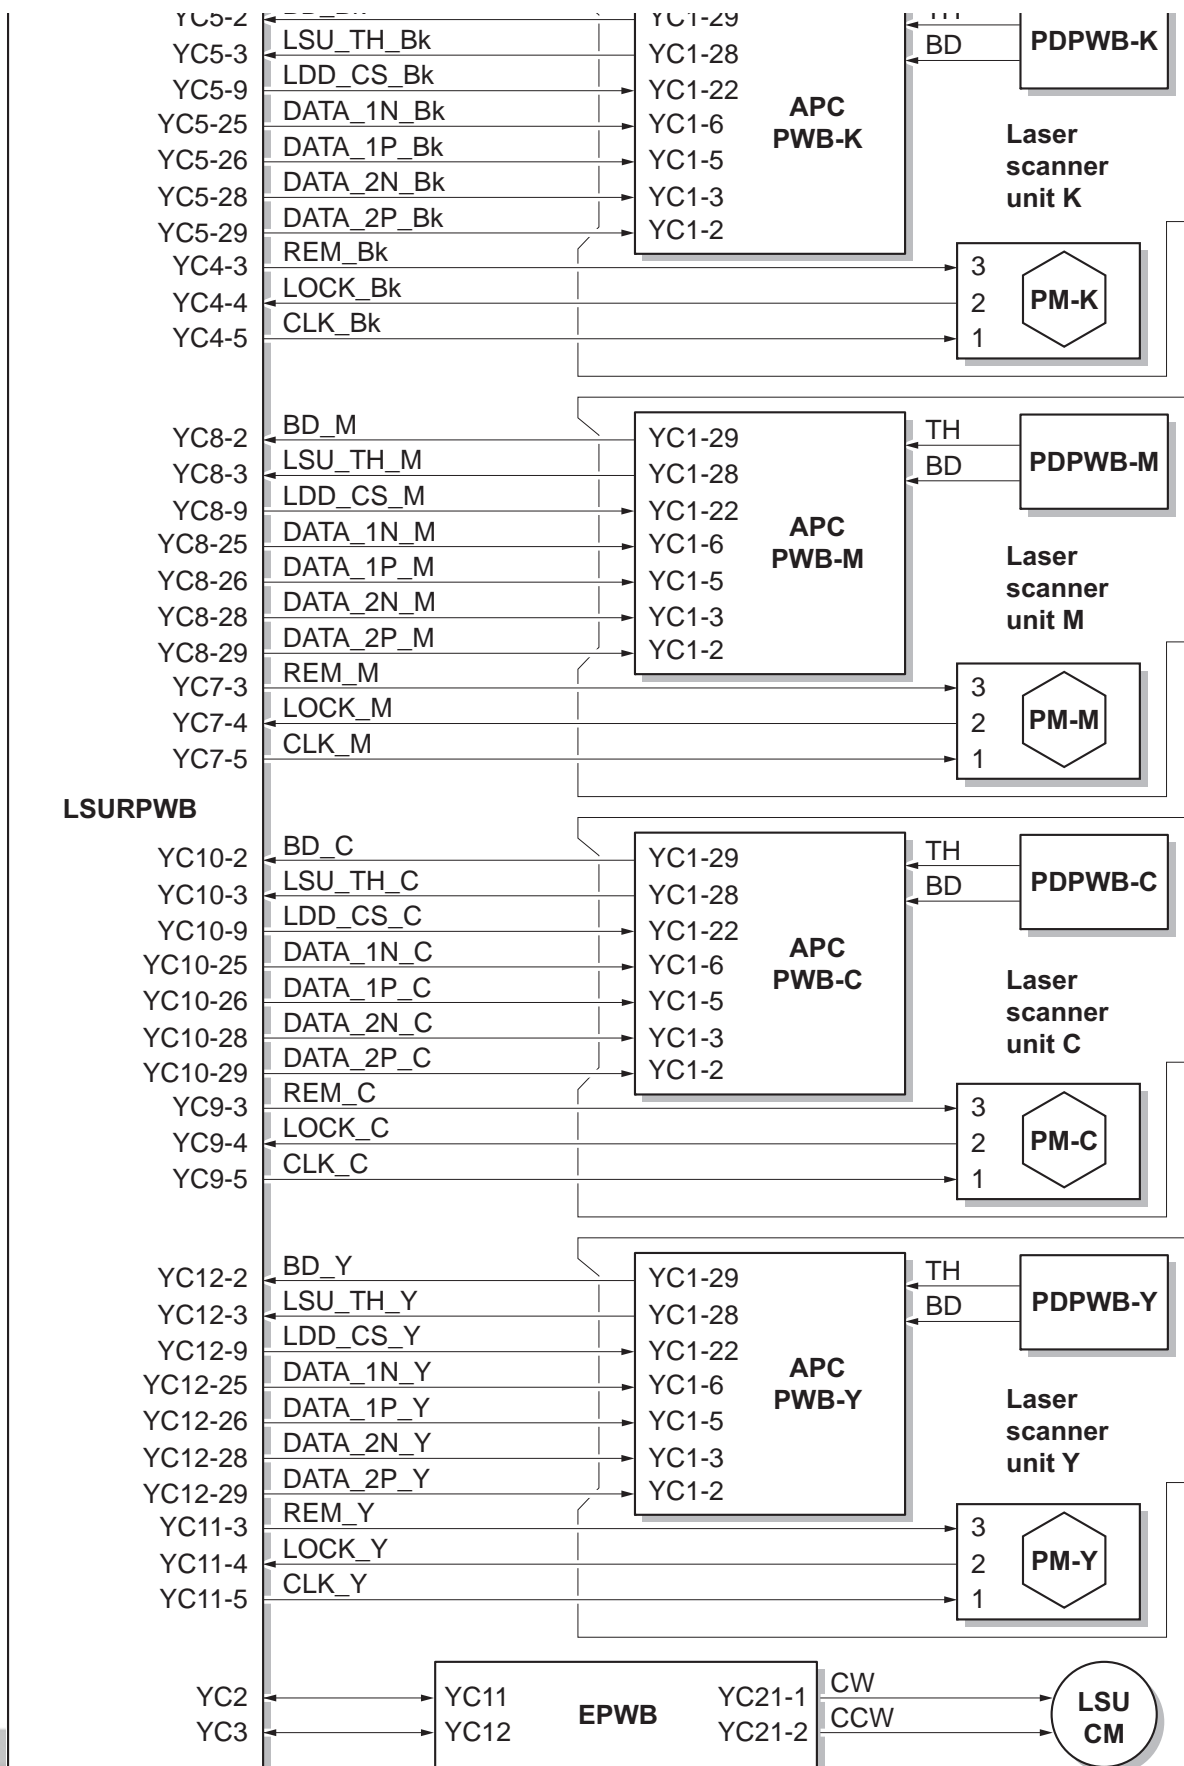 YC5-2 BD_Bk YC1-29 TH
YC5-3 LSU_TH_Bk YC1-28 BD PDPWB-K
YC5-9 LDD_CS_Bk YC1-22
YC5-25 DATA_1N_Bk YC1-6
YC5-26 DATA_1P_Bk YC1-5
YC5-28 DATA_2N_Bk YC1-3
YC5-29 DATA_2P_Bk YC1-2
APC
PWB-K
Laser
scanner
unit K
YC4-3 REM_Bk 3
YC4-4 LOCK_Bk 2 PM-K
YC4-5 CLK_Bk 1
YC8-2 BD_M YC1-29 TH
YC8-3 LSU_TH_M YC1-28 BD PDPWB-M
YC8-9 LDD_CS_M YC1-22
YC8-25 DATA_1N_M YC1-6
YC8-26 DATA_1P_M YC1-5
YC8-28 DATA_2N_M YC1-3
YC8-29 DATA_2P_M YC1-2
APC
PWB-M
Laser
scanner
unit M
YC7-3 REM_M 3
YC7-4 LOCK_M 2 PM-M
YC7-5 CLK_M 1
LSURPWB
YC10-2 BD_C YC1-29 TH
YC10-3 LSU_TH_C YC1-28 BD PDPWB-C
YC10-9 LDD_CS_C YC1-22
YC10-25 DATA_1N_C YC1-6
YC10-26 DATA_1P_C YC1-5
YC10-28 DATA_2N_C YC1-3
YC10-29 DATA_2P_C YC1-2
APC
PWB-C
Laser
scanner
unit C
YC9-3 REM_C 3
YC9-4 LOCK_C 2 PM-C
YC9-5 CLK_C 1
YC12-2 BD_Y YC1-29 TH
YC12-3 LSU_TH_Y YC1-28 BD PDPWB-Y
YC12-9 LDD_CS_Y YC1-22
YC12-25 DATA_1N_Y YC1-6
YC12-26 DATA_1P_Y YC1-5
YC12-28 DATA_2N_Y YC1-3
YC12-29 DATA_2P_Y YC1-2
APC
PWB-Y
Laser
scanner
unit Y
YC11-3 REM_Y 3
YC11-4 LOCK_Y 2 PM-Y
YC11-5 CLK_Y 1
YC2 YC11 YC21-1 CW
YC3 YC12 YC21-2 CCW
EPWB
LSU
CM